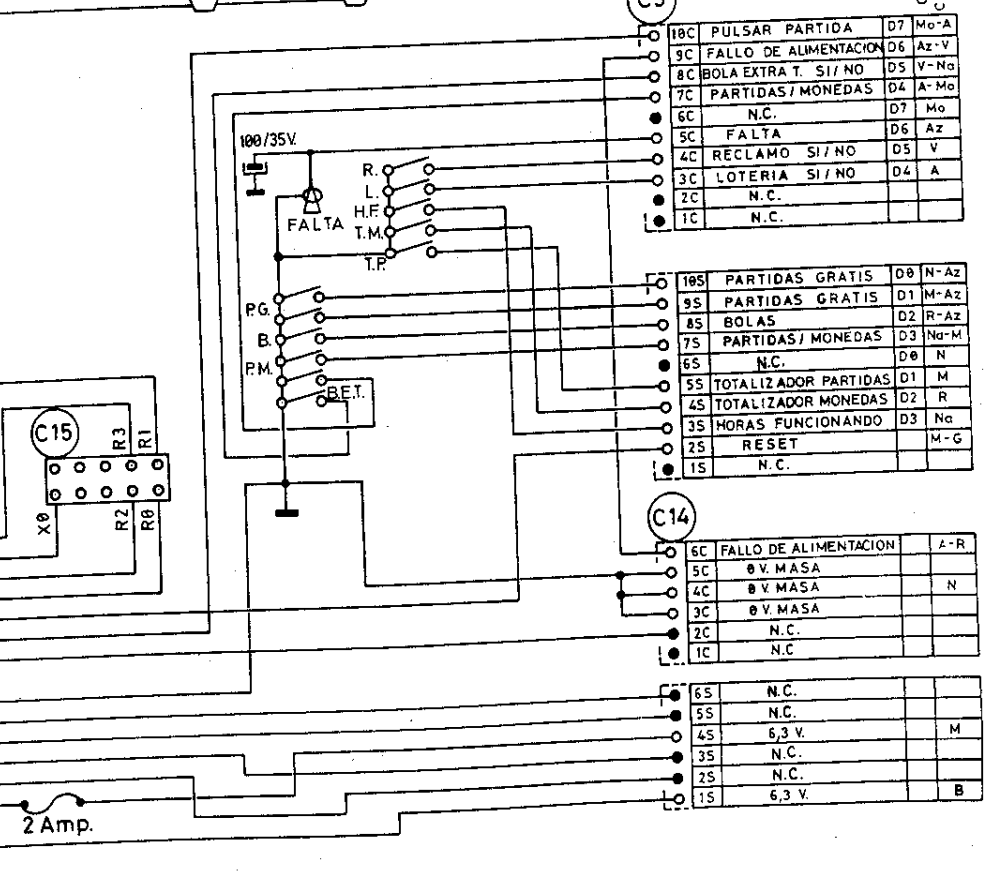 C3
10C PULSAR PARTIDA D7 Mo-A
9C FALLO DE ALIMENTACION D6 Az-V
8C BOLA EXTRA T. SI/NO D5 V-Na
7C PARTIDAS/MONEDAS D4 A-Mo
6C N.C. D7 Mo
5C FALTA D6 Az
4C RECLAMO SI/NO D5 V
3C LOTERIA SI/NO D4 A
2C N.C.
1C N.C.
100/35V.
R.
L.
H.F.
T.M.
T.P.
FALTA
P.G.
B.
P.M.
B.E.T.
10S PARTIDAS GRATIS D0 N-Az
9S PARTIDAS GRATIS D1 M-Az
8S BOLAS D2 R-Az
7S PARTIDAS/MONEDAS D3 Na-M
6S N.C. D0 N
5S TOTALIZADOR PARTIDAS D1 M
4S TOTALIZADOR MONEDAS D2 R
3S HORAS FUNCIONANDO D3 Na
2S RESET M-G
1S N.C.
C15
R3
R1
X0
R2
R0
C14
6C FALLO DE ALIMENTACION A-R
5C 0 V. MASA
4C 0 V. MASA N
3C 0 V. MASA
2C N.C.
1C N.C
6S N.C.
5S N.C.
4S 6,3 V. M
3S N.C.
2S N.C.
1S 6,3 V. B
2 Amp.